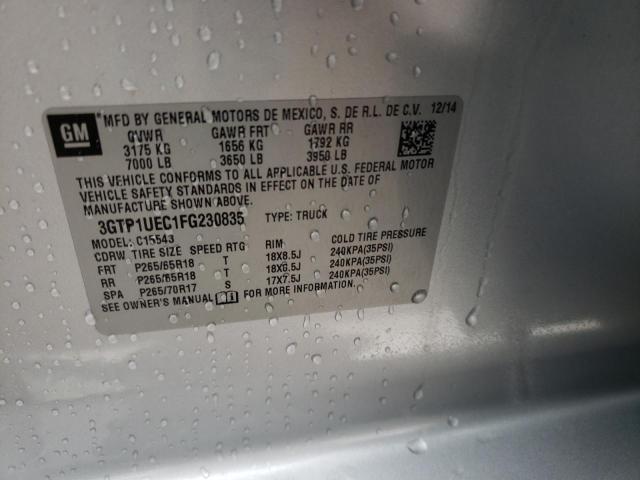 GM
*MFD BY GENERAL MOTORS DE MEXICO, S. DE R.L. DE C.V. 12/14
GVWR GAWR FRT GAWR RR
3175 KG 1656 KG 1792 KG
7000 LB 3650 LB 3950 LB
THIS VEHICLE CONFORMS TO ALL APPLICABLE U.S. FEDERAL MOTOR
VEHICLE SAFETY STANDARDS IN EFFECT ON THE DATE OF
MANUFACTURE SHOWN ABOVE.
3GTP1UEC1FG230835 TYPE: TRUCK
MODEL: C15543
CDRW TIRE SIZE SPEED RTG RIM COLD TIRE PRESSURE
FRT P265/65R18 T 18X8.5J 240KPA(35PSI)
RR P265/65R18 T 18X8.5J 240KPA(35PSI)
SPA P265/70R17 S 17X7.5J 240KPA(35PSI)
SEE OWNER'S MANUAL FOR MORE INFORMATION.